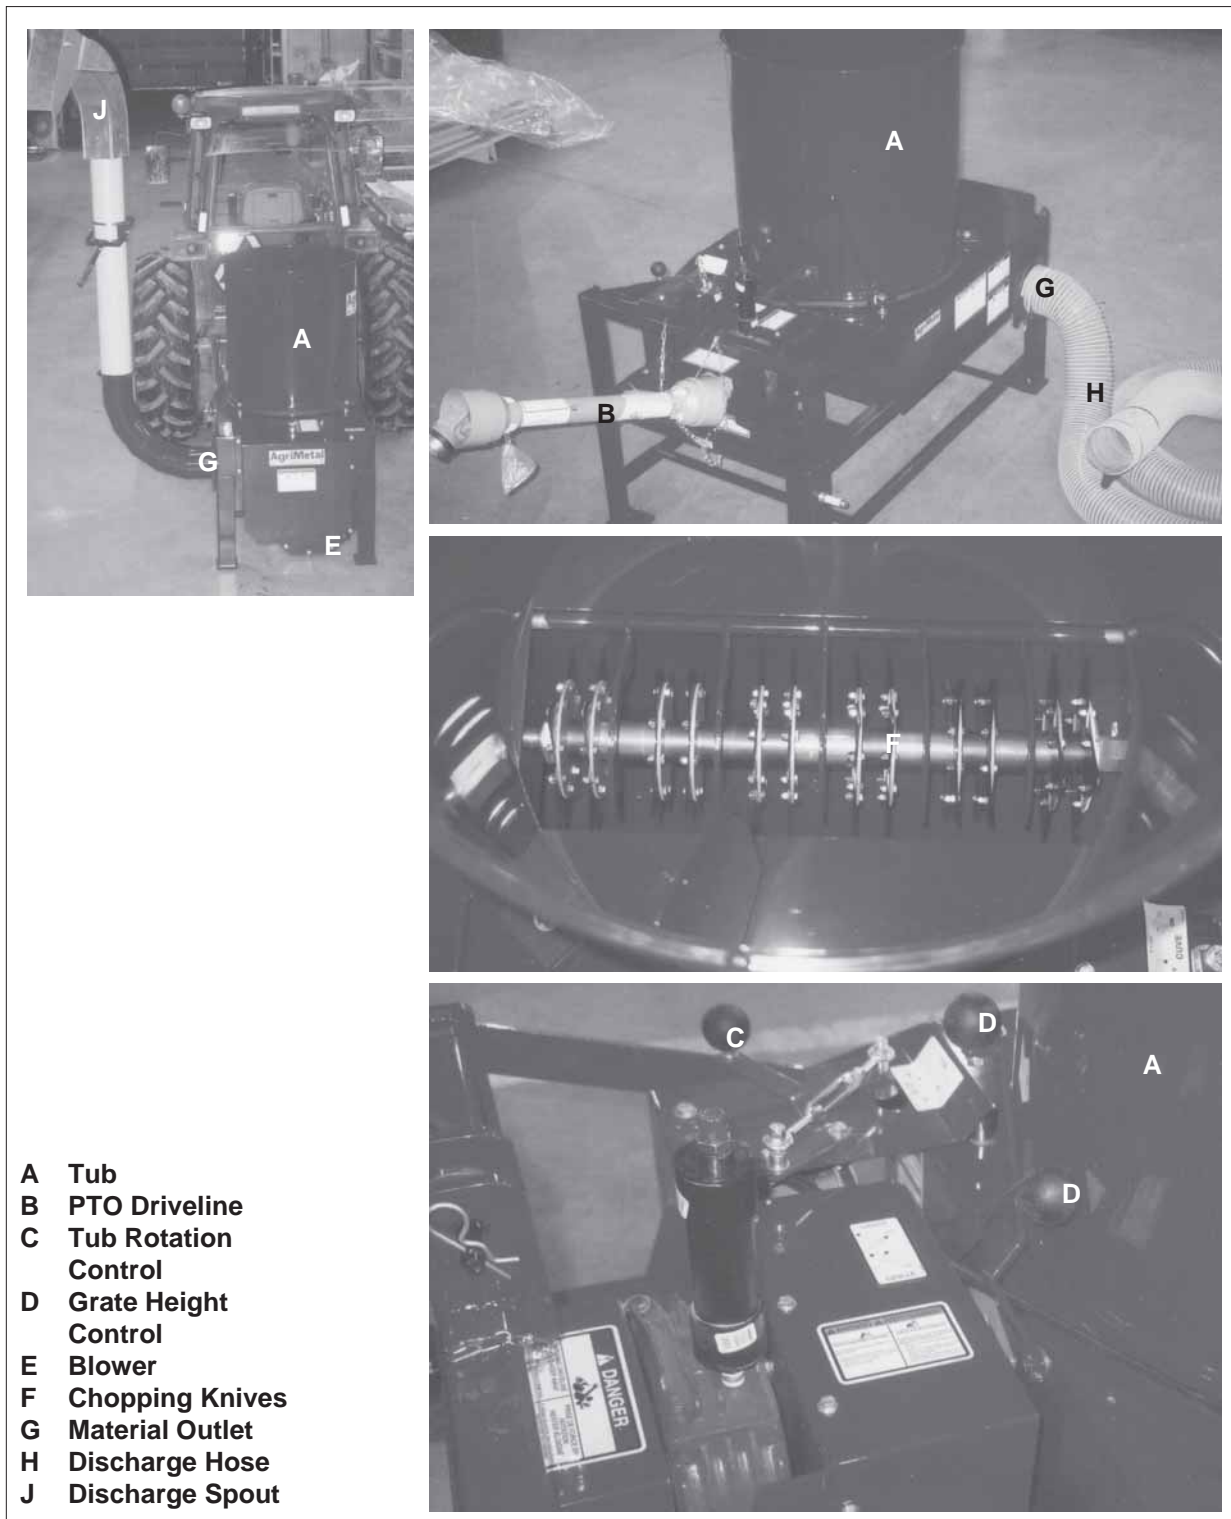 J
A
G
AgriMetal
E
A
G
H
B
F
C
D
A
D
DANGER
A Tub
B PTO Driveline
C Tub Rotation
Control
D Grate Height
Control
E Blower
F Chopping Knives
G Material Outlet
H Discharge Hose
J Discharge Spout